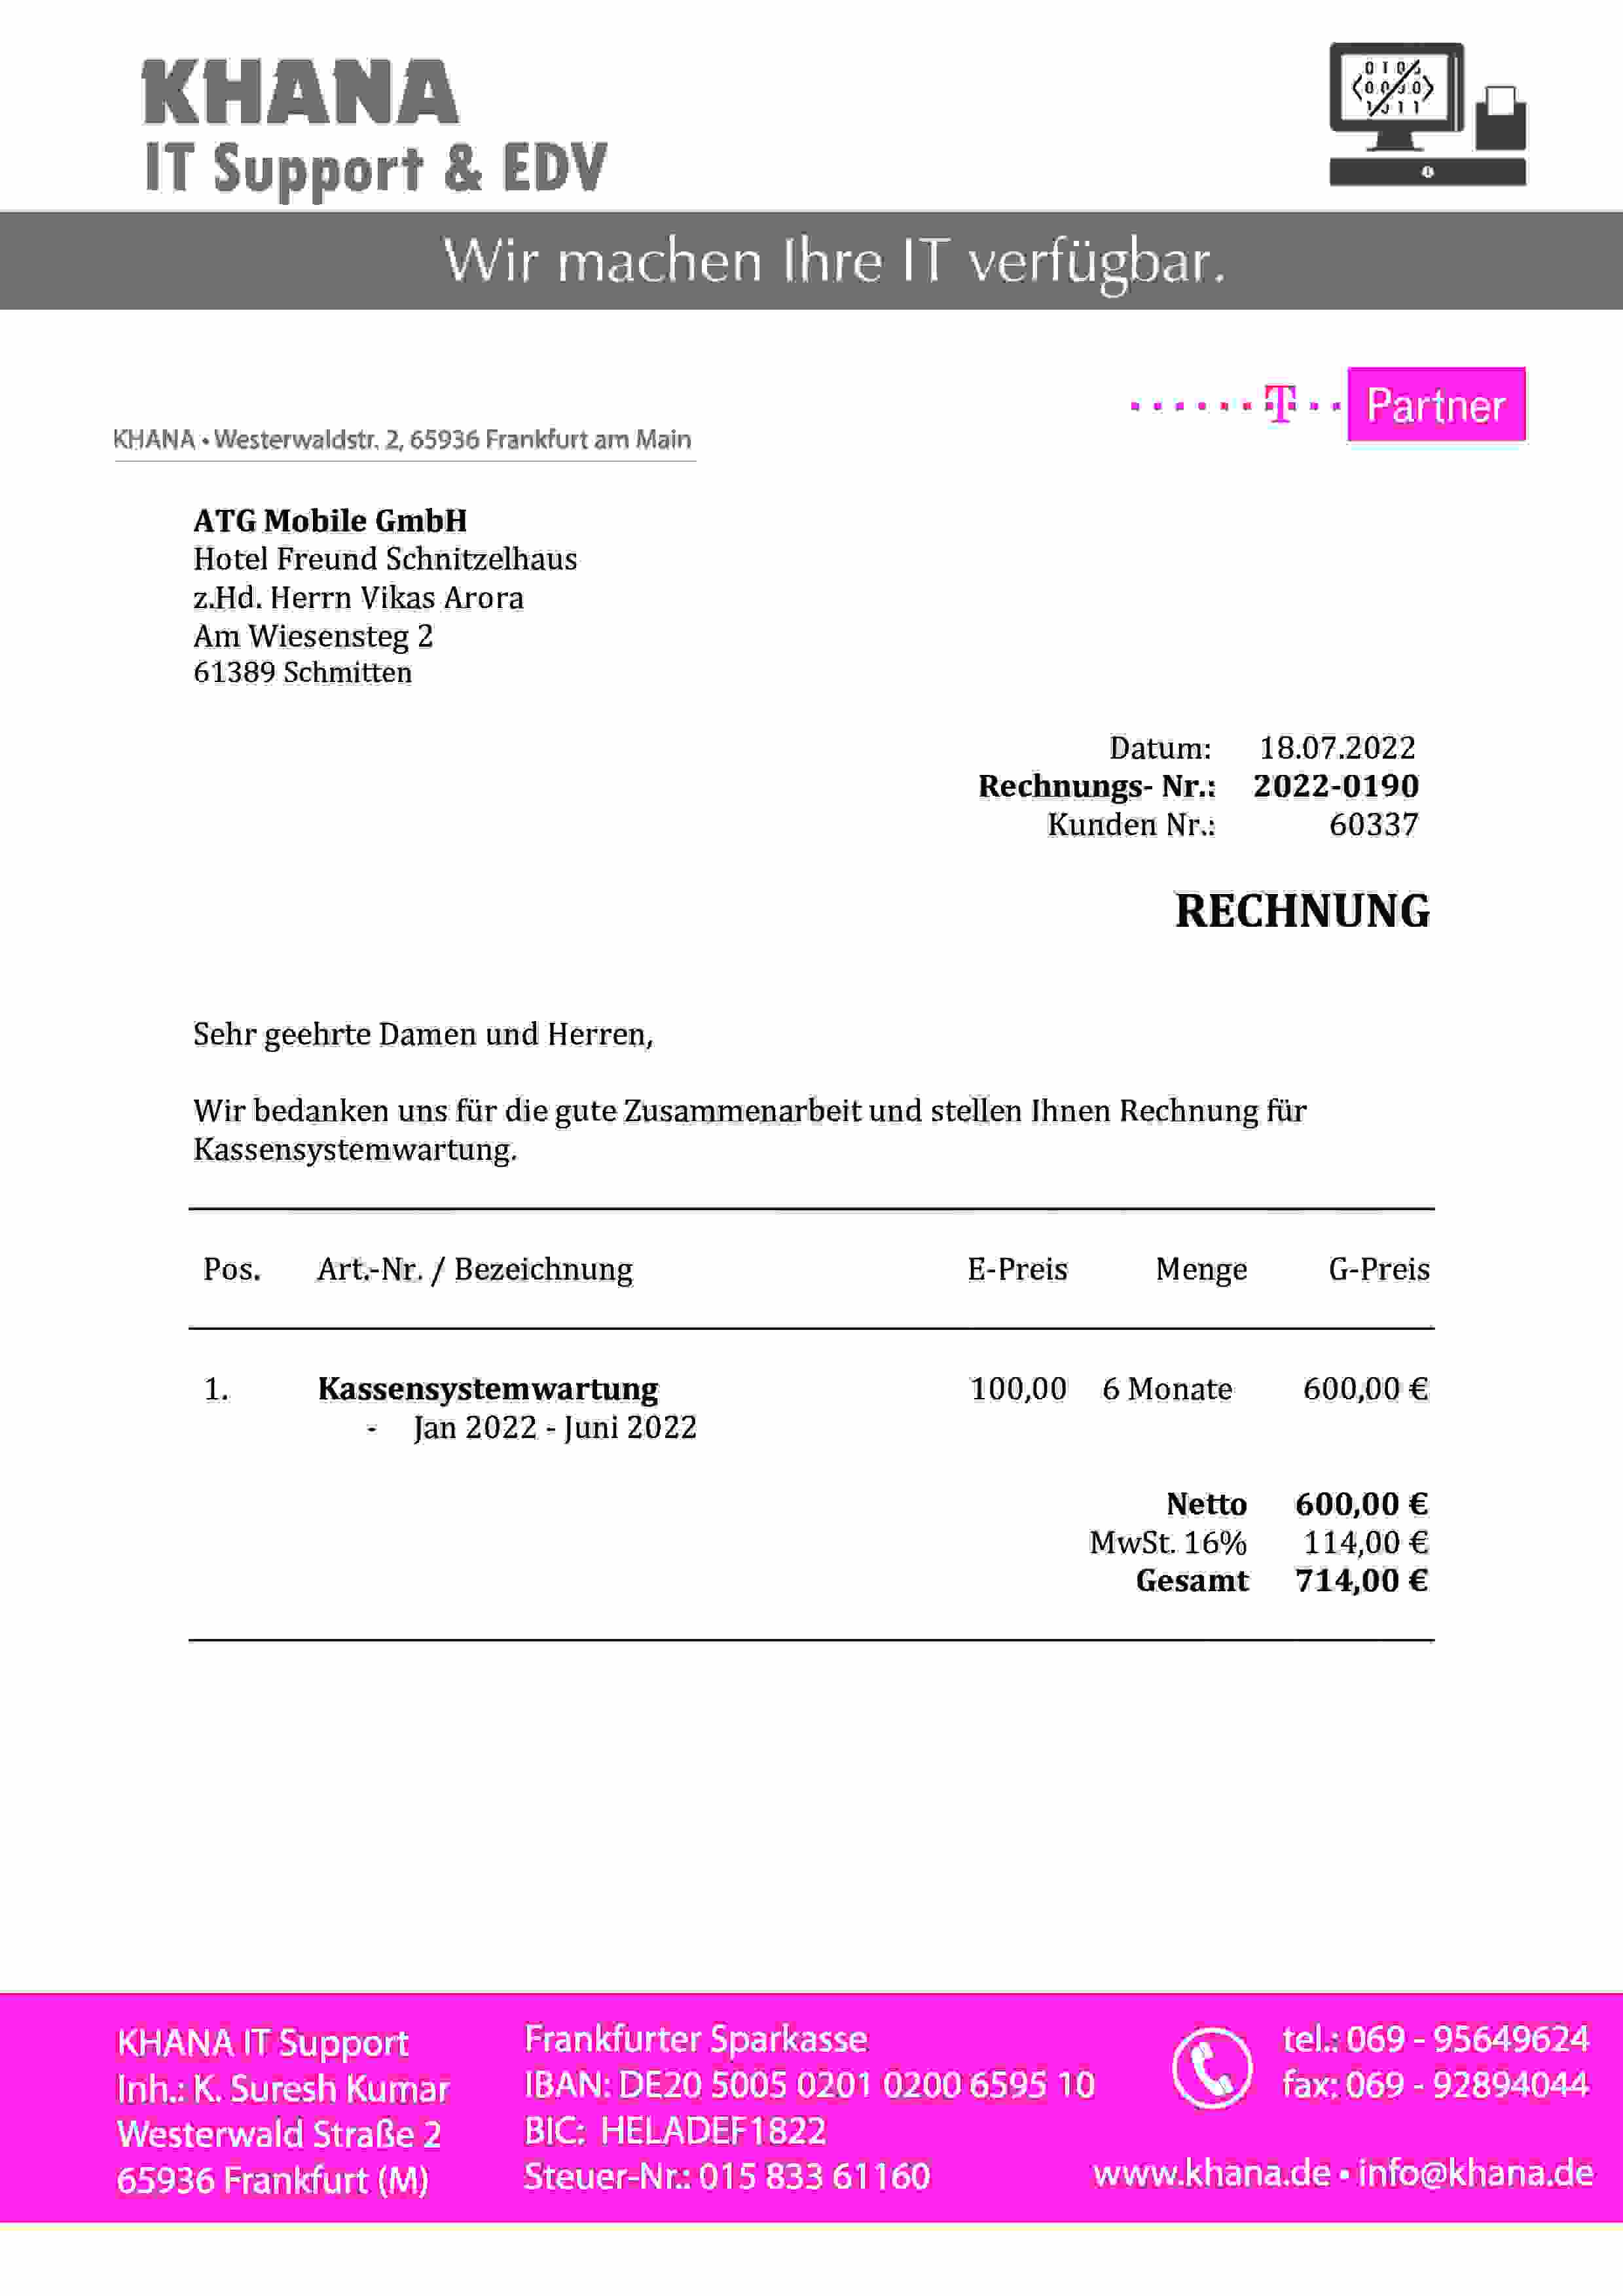 KHANA
IT Support & EDV
Wir machen Ihre IT verfügbar.
T Partner
KHANA • Westerwaldstr. 2, 65936 Frankfurt am Main
ATG Mobile GmbH
Hotel Freund Schnitzelhaus
z.Hd. Herrn Vikas Arora
Am Wiesensteg 2
61389 Schmitten
Datum: 18.07.2022
Rechnungs- Nr.: 2022-0190
Kunden Nr.: 60337
RECHNUNG
Sehr geehrte Damen und Herren,
Wir bedanken uns für die gute Zusammenarbeit und stellen Ihnen Rechnung für
Kassensystemwartung.
Pos. Art.-Nr. / Bezeichnung E-Preis Menge G-Preis
1. Kassensystemwartung 100,00 6 Monate 600,00 €
- Jan 2022 - Juni 2022
Netto 600,00 €
MwSt. 16% 114,00 €
Gesamt 714,00 €
KHANA IT Support
Inh.: K. Suresh Kumar
Westerwald Straße 2
65936 Frankfurt (M)
Frankfurter Sparkasse
IBAN: DE20 5005 0201 0200 6595 10
BIC: HELADEF1822
Steuer-Nr.: 015 833 61160
tel.: 069 - 95649624
fax: 069 - 92894044
www.khana.de • info@khana.de